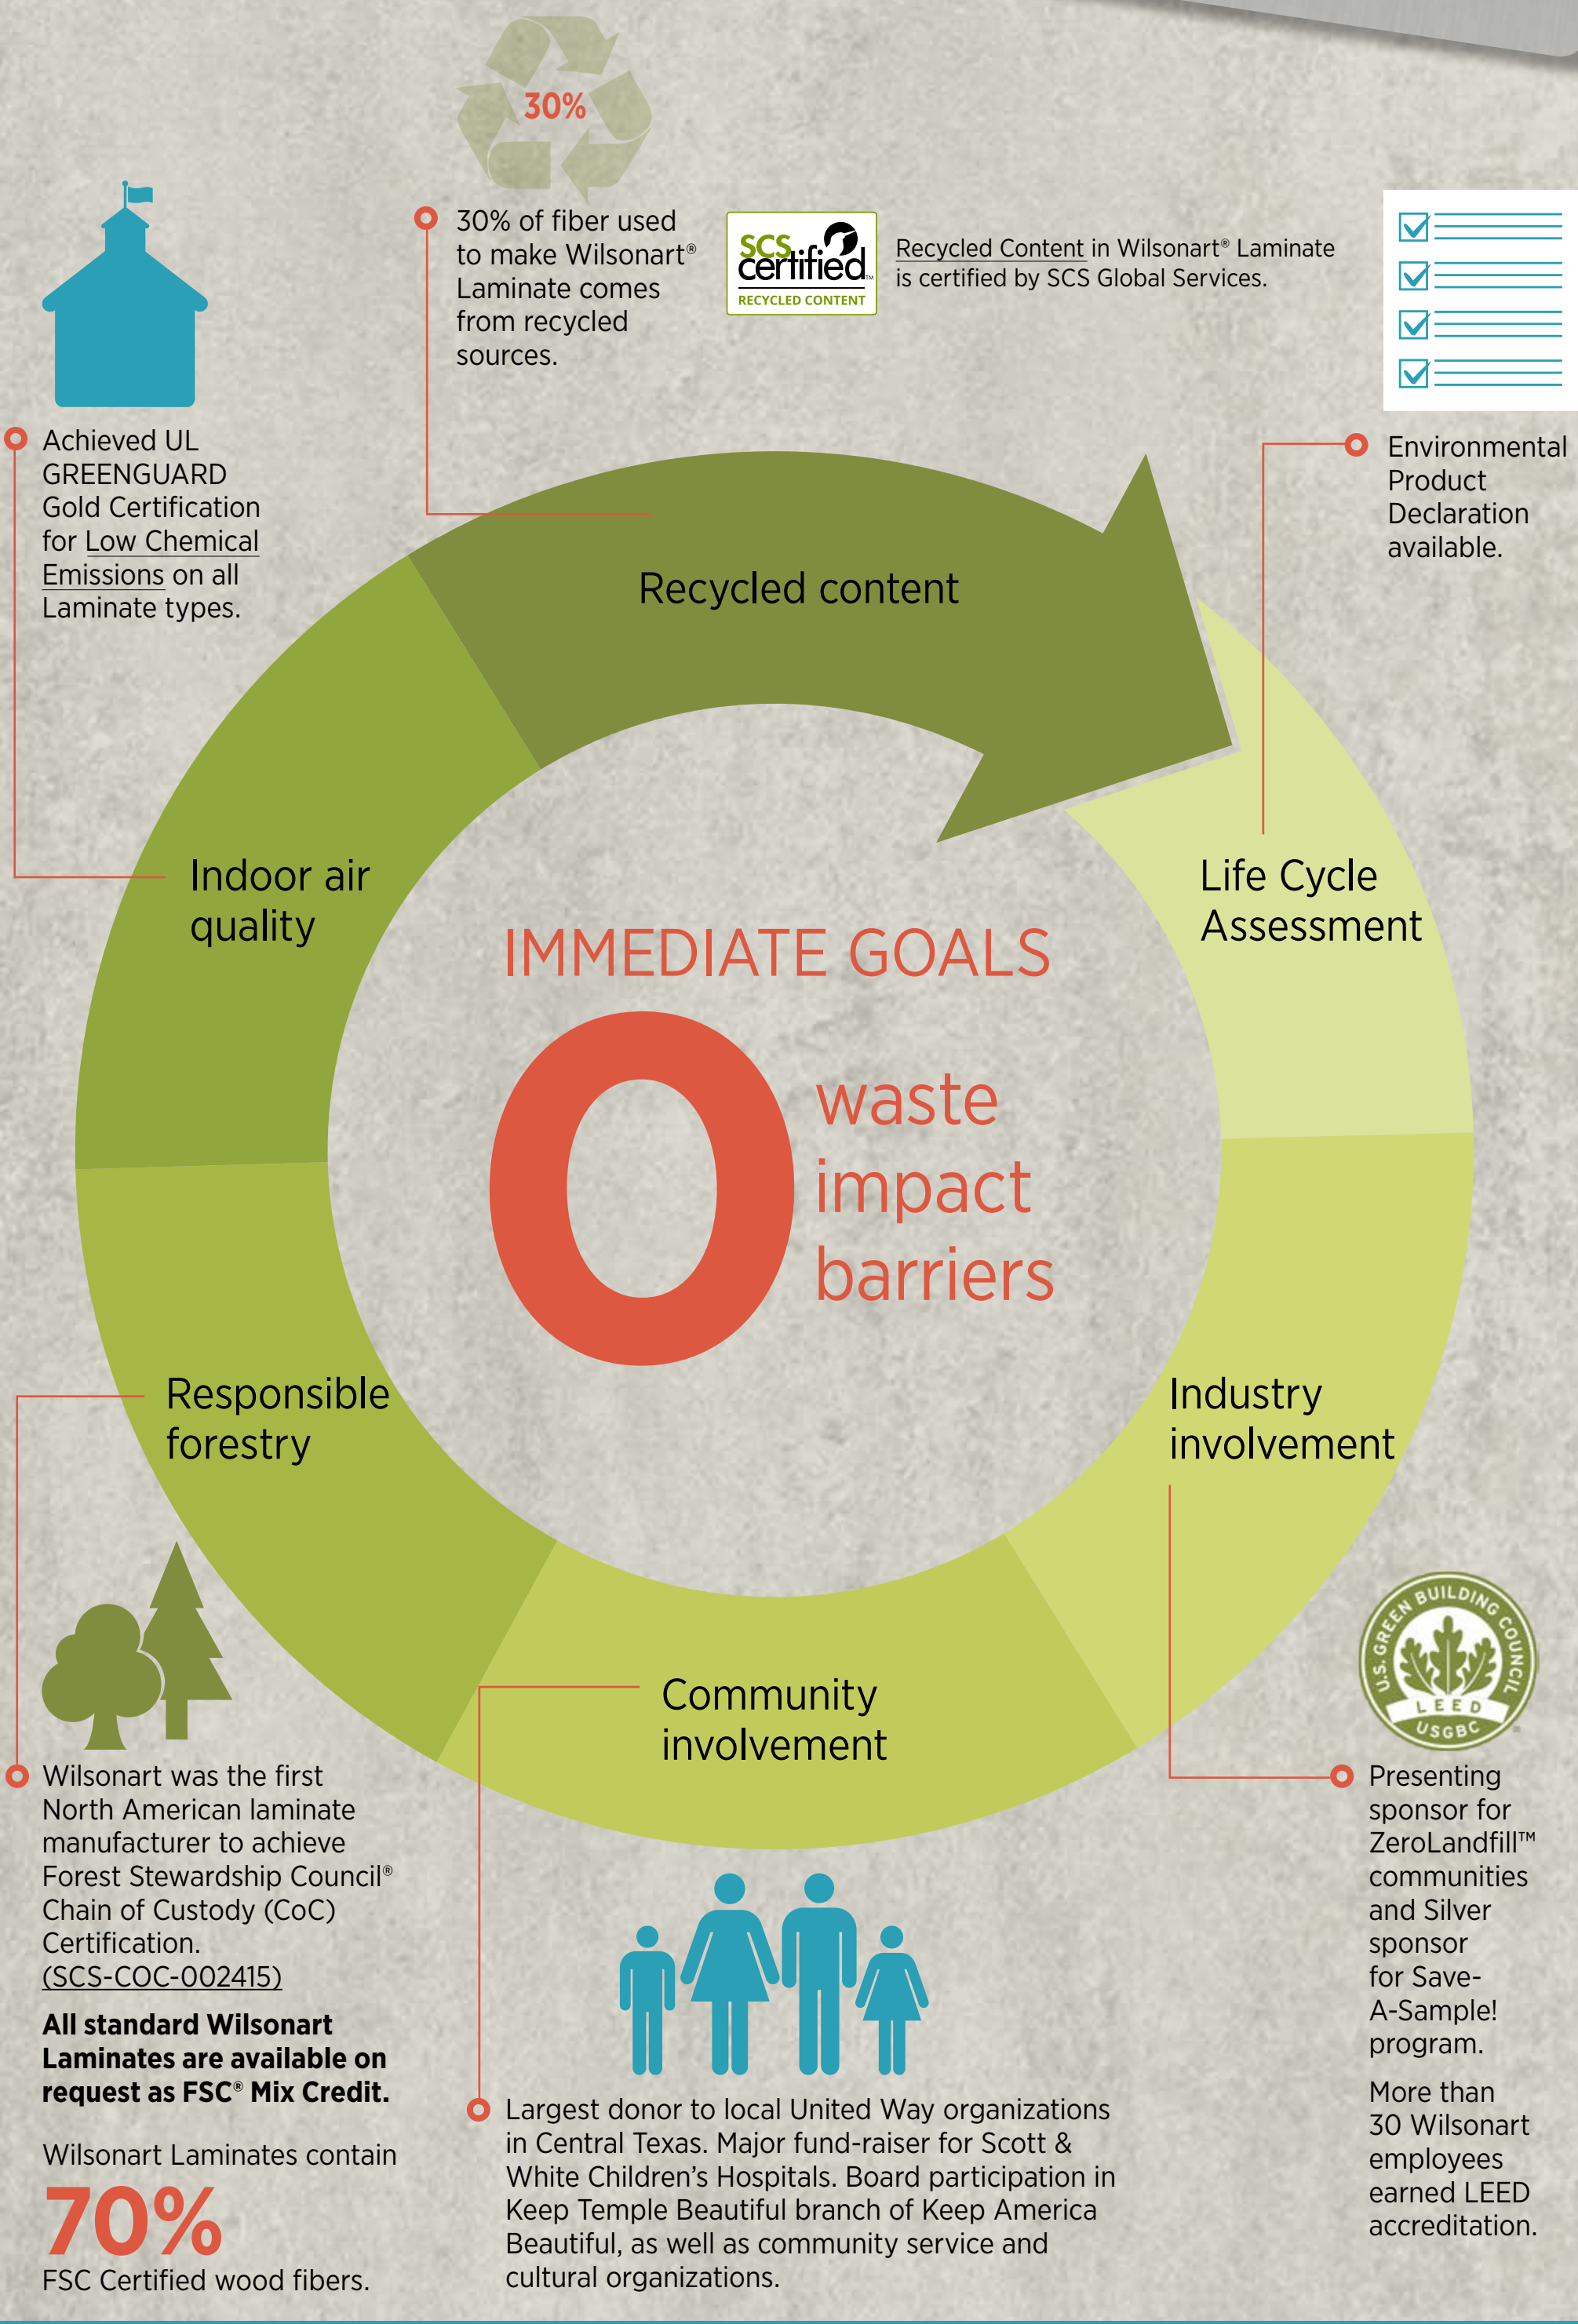 30%
30% of fiber used
to make Wilsonart®
Laminate comes
from recycled
sources.
SCS
certified™
RECYCLED CONTENT
Recycled Content in Wilsonart® Laminate
is certified by SCS Global Services.
Achieved UL
GREENGUARD
Gold Certification
for Low Chemical
Emissions on all
Laminate types.
Environmental
Product
Declaration
available.
Recycled content
Indoor air
quality
Life Cycle
Assessment
IMMEDIATE GOALS
0
waste
impact
barriers
Responsible
forestry
Industry
involvement
Community
involvement
U.S. GREEN BUILDING COUNCIL
LEED
USGBC
®
Wilsonart was the first
North American laminate
manufacturer to achieve
Forest Stewardship Council®
Chain of Custody (CoC)
Certification.
(SCS-COC-002415)
All standard Wilsonart
Laminates are available on
request as FSC® Mix Credit.
Wilsonart Laminates contain
70%
FSC Certified wood fibers.
Largest donor to local United Way organizations
in Central Texas. Major fund-raiser for Scott &
White Children's Hospitals. Board participation in
Keep Temple Beautiful branch of Keep America
Beautiful, as well as community service and
cultural organizations.
Presenting
sponsor for
ZeroLandfill™
communities
and Silver
sponsor
for Save-
A-Sample!
program.
More than
30 Wilsonart
employees
earned LEED
accreditation.